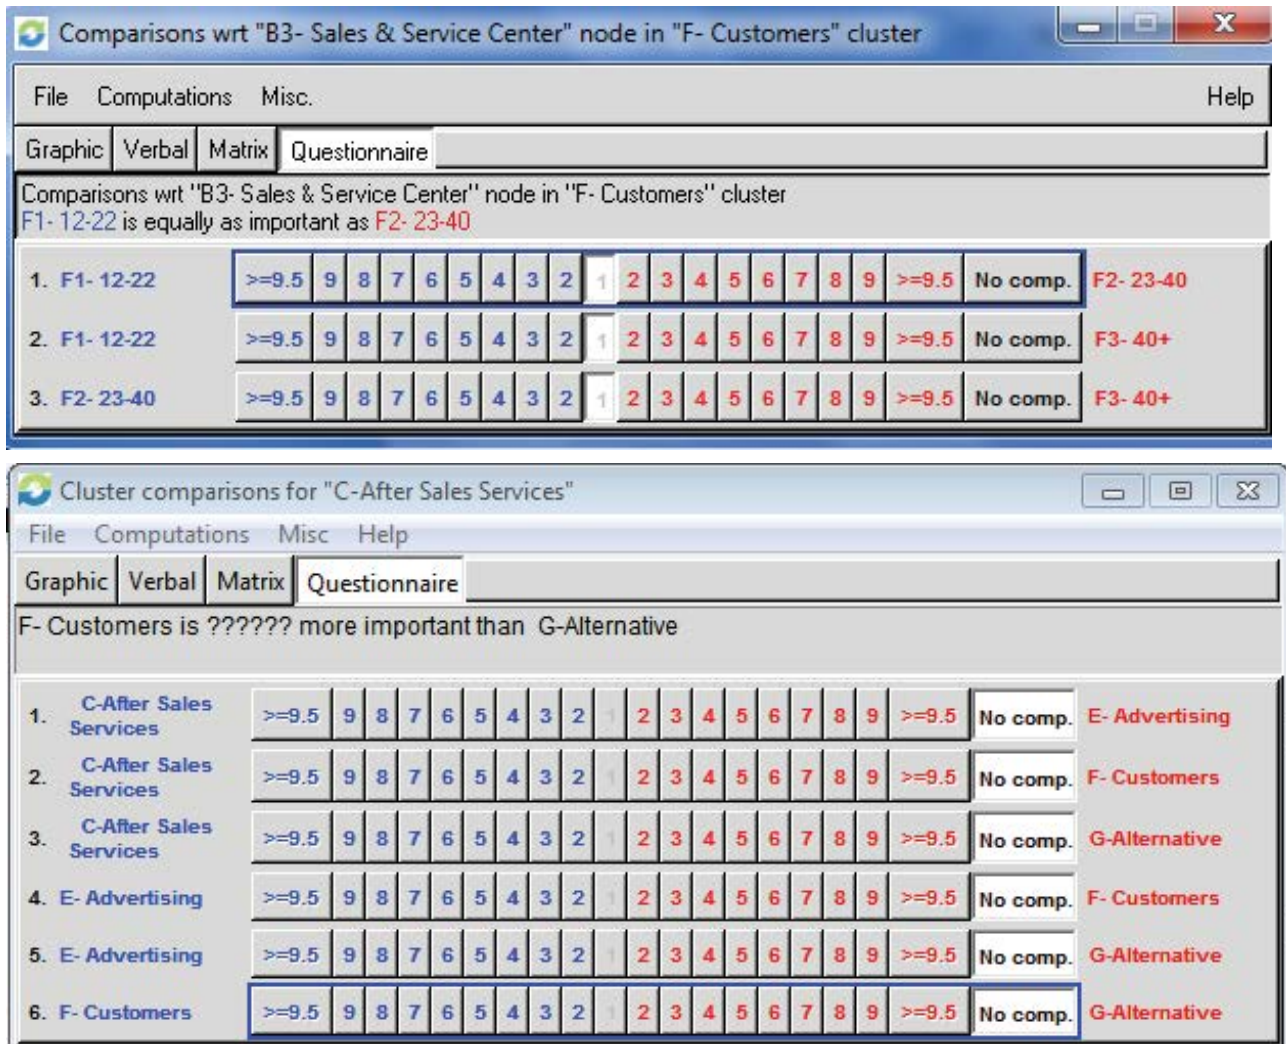 Comparisons wrt "B3- Sales & Service Center" node in "F- Customers" cluster
File Computations Misc. Help
Graphic Verbal Matrix Questionnaire
Comparisons wrt "B3- Sales & Service Center" node in "F- Customers" cluster
F1- 12-22 is equally as important as F2- 23-40
1. F1- 12-22 >=9.5 9 8 7 6 5 4 3 2 1 2 3 4 5 6 7 8 9 >=9.5 No comp. F2- 23-40
2. F1- 12-22 >=9.5 9 8 7 6 5 4 3 2 1 2 3 4 5 6 7 8 9 >=9.5 No comp. F3- 40+
3. F2- 23-40 >=9.5 9 8 7 6 5 4 3 2 1 2 3 4 5 6 7 8 9 >=9.5 No comp. F3- 40+
Cluster comparisons for "C-After Sales Services"
File Computations Misc Help
Graphic Verbal Matrix Questionnaire
F- Customers is ?????? more important than G-Alternative
1. C-After Sales Services >=9.5 9 8 7 6 5 4 3 2 1 2 3 4 5 6 7 8 9 >=9.5 No comp. E- Advertising
2. C-After Sales Services >=9.5 9 8 7 6 5 4 3 2 1 2 3 4 5 6 7 8 9 >=9.5 No comp. F- Customers
3. C-After Sales Services >=9.5 9 8 7 6 5 4 3 2 1 2 3 4 5 6 7 8 9 >=9.5 No comp. G-Alternative
4. E- Advertising >=9.5 9 8 7 6 5 4 3 2 1 2 3 4 5 6 7 8 9 >=9.5 No comp. F- Customers
5. E- Advertising >=9.5 9 8 7 6 5 4 3 2 1 2 3 4 5 6 7 8 9 >=9.5 No comp. G-Alternative
6. F- Customers >=9.5 9 8 7 6 5 4 3 2 1 2 3 4 5 6 7 8 9 >=9.5 No comp. G-Alternative